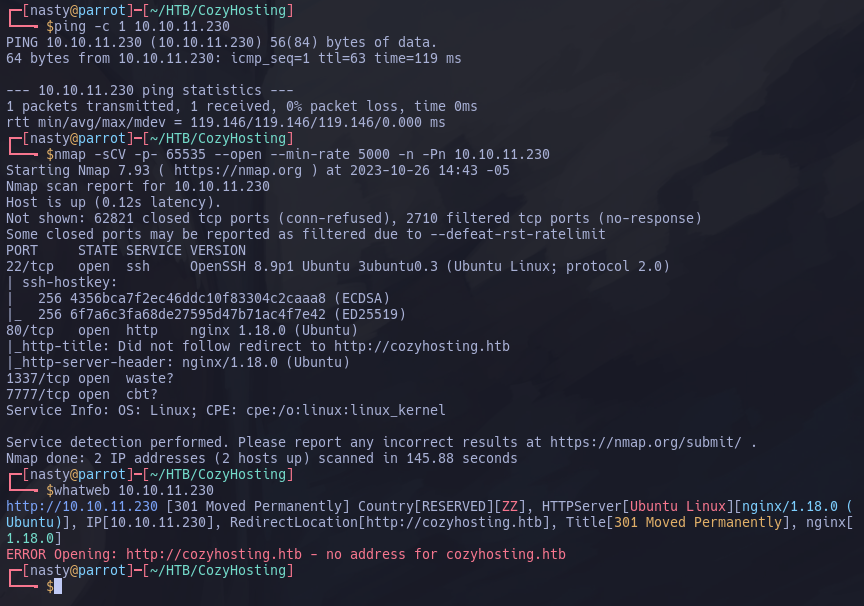 ┌─[nasty@parrot]─[~/HTB/CozyHosting]
└──╼ $ping -c 1 10.10.11.230
PING 10.10.11.230 (10.10.11.230) 56(84) bytes of data.
64 bytes from 10.10.11.230: icmp_seq=1 ttl=63 time=119 ms

--- 10.10.11.230 ping statistics ---
1 packets transmitted, 1 received, 0% packet loss, time 0ms
rtt min/avg/max/mdev = 119.146/119.146/119.146/0.000 ms
┌─[nasty@parrot]─[~/HTB/CozyHosting]
└──╼ $nmap -sCV -p- 65535 --open --min-rate 5000 -n -Pn 10.10.11.230
Starting Nmap 7.93 ( https://nmap.org ) at 2023-10-26 14:43 -05
Nmap scan report for 10.10.11.230
Host is up (0.12s latency).
Not shown: 62821 closed tcp ports (conn-refused), 2710 filtered tcp ports (no-response)
Some closed ports may be reported as filtered due to --defeat-rst-ratelimit
PORT     STATE SERVICE VERSION
22/tcp   open  ssh     OpenSSH 8.9p1 Ubuntu 3ubuntu0.3 (Ubuntu Linux; protocol 2.0)
| ssh-hostkey:
|   256 4356bca7f2ec46ddc10f83304c2caaa8 (ECDSA)
|_  256 6f7a6c3fa68de27595d47b71ac4f7e42 (ED25519)
80/tcp   open  http    nginx 1.18.0 (Ubuntu)
|_http-title: Did not follow redirect to http://cozyhosting.htb
|_http-server-header: nginx/1.18.0 (Ubuntu)
1337/tcp open  waste?
7777/tcp open  cbt?
Service Info: OS: Linux; CPE: cpe:/o:linux:linux_kernel

Service detection performed. Please report any incorrect results at https://nmap.org/submit/ .
Nmap done: 2 IP addresses (2 hosts up) scanned in 145.88 seconds
┌─[nasty@parrot]─[~/HTB/CozyHosting]
└──╼ $whatweb 10.10.11.230
http://10.10.11.230 [301 Moved Permanently] Country[RESERVED][ZZ], HTTPServer[Ubuntu Linux][nginx/1.18.0 (
Ubuntu)], IP[10.10.11.230], RedirectLocation[http://cozyhosting.htb], Title[301 Moved Permanently], nginx[
1.18.0]
ERROR Opening: http://cozyhosting.htb - no address for cozyhosting.htb
┌─[nasty@parrot]─[~/HTB/CozyHosting]
└──╼ $